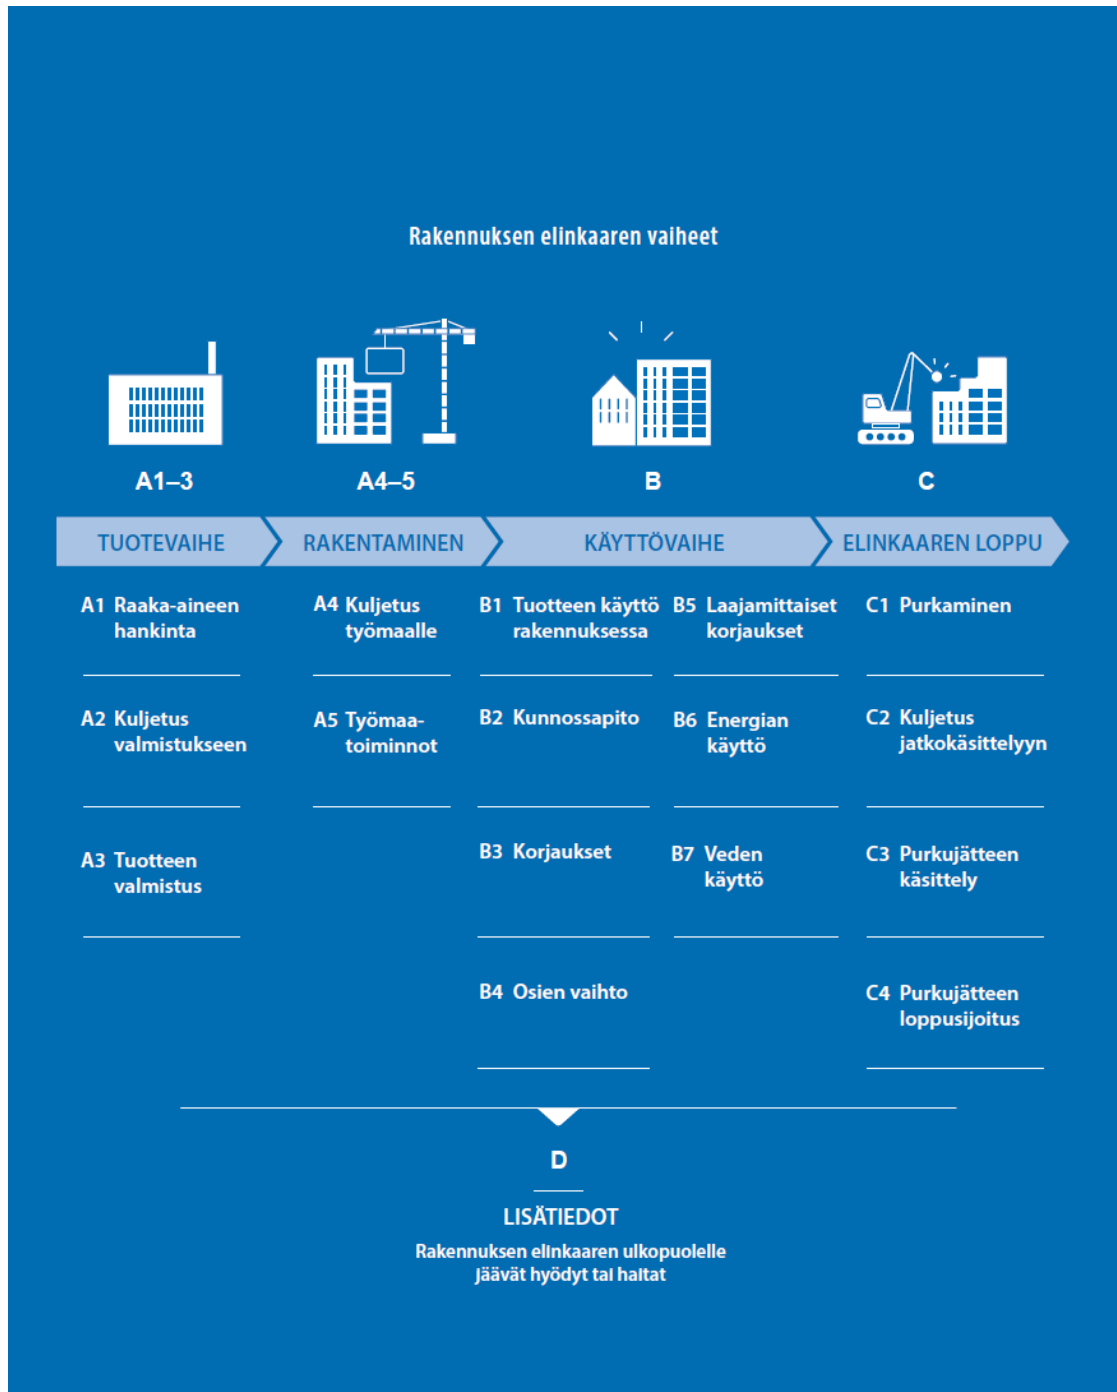 Rakennuksen elinkaaren vaiheet
A1–3
A4–5
B
C
TUOTEVAIHE
RAKENTAMINEN
KÄYTTÖVAIHE
ELINKAAREN LOPPU
A1 Raaka-aineen
hankinta
A2 Kuljetus
valmistukseen
A3 Tuotteen
valmistus
A4 Kuljetus
työmaalle
A5 Työmaa-
toiminnot
B1 Tuotteen käyttö
rakennuksessa
B2 Kunnossapito
B3 Korjaukset
B4 Osien vaihto
B5 Laajamittaiset
korjaukset
B6 Energian
käyttö
B7 Veden
käyttö
C1 Purkaminen
C2 Kuljetus
jatkokäsittelyyn
C3 Purkujätteen
käsittely
C4 Purkujätteen
loppusijoitus
D
LISÄTIEDOT
Rakennuksen elinkaaren ulkopuolelle
jäävät hyödyt tai haitat